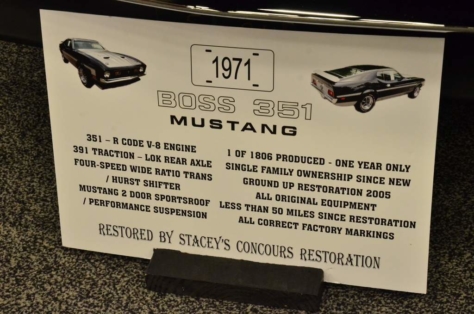 1971
BOSS 351
MUSTANG
351 – R CODE V-8 ENGINE
391 TRACTION – LOK REAR AXLE
FOUR-SPEED WIDE RATIO TRANS
/ HURST SHIFTER
MUSTANG 2 DOOR SPORTSROOF
/ PERFORMANCE SUSPENSION
1 OF 1806 PRODUCED - ONE YEAR ONLY
SINGLE FAMILY OWNERSHIP SINCE NEW
GROUND UP RESTORATION 2005
ALL ORIGINAL EQUIPMENT
LESS THAN 50 MILES SINCE RESTORATION
ALL CORRECT FACTORY MARKINGS
RESTORED BY STACEY'S CONCOURS RESTORATION